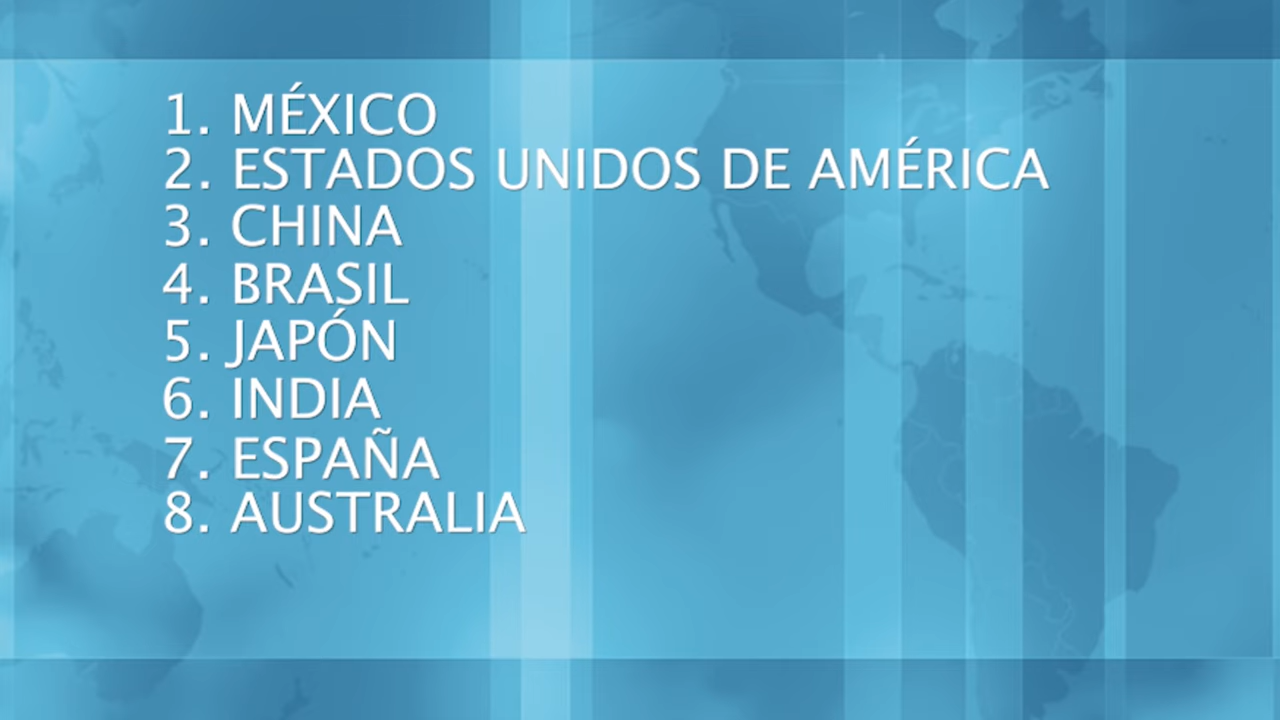 1. MÉXICO
2. ESTADOS UNIDOS DE AMÉRICA
3. CHINA
4. BRASIL
5. JAPÓN
6. INDIA
7. ESPAÑA
8. AUSTRALIA